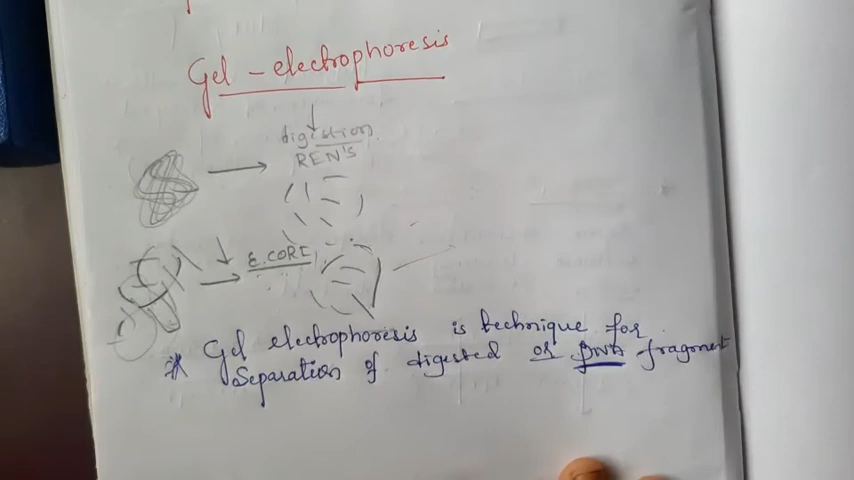 Gel - electrophoresis
digestion
REN'S
E.CORI
* Gel electrophoresis is technique for
Separation of digested or DNA fragment